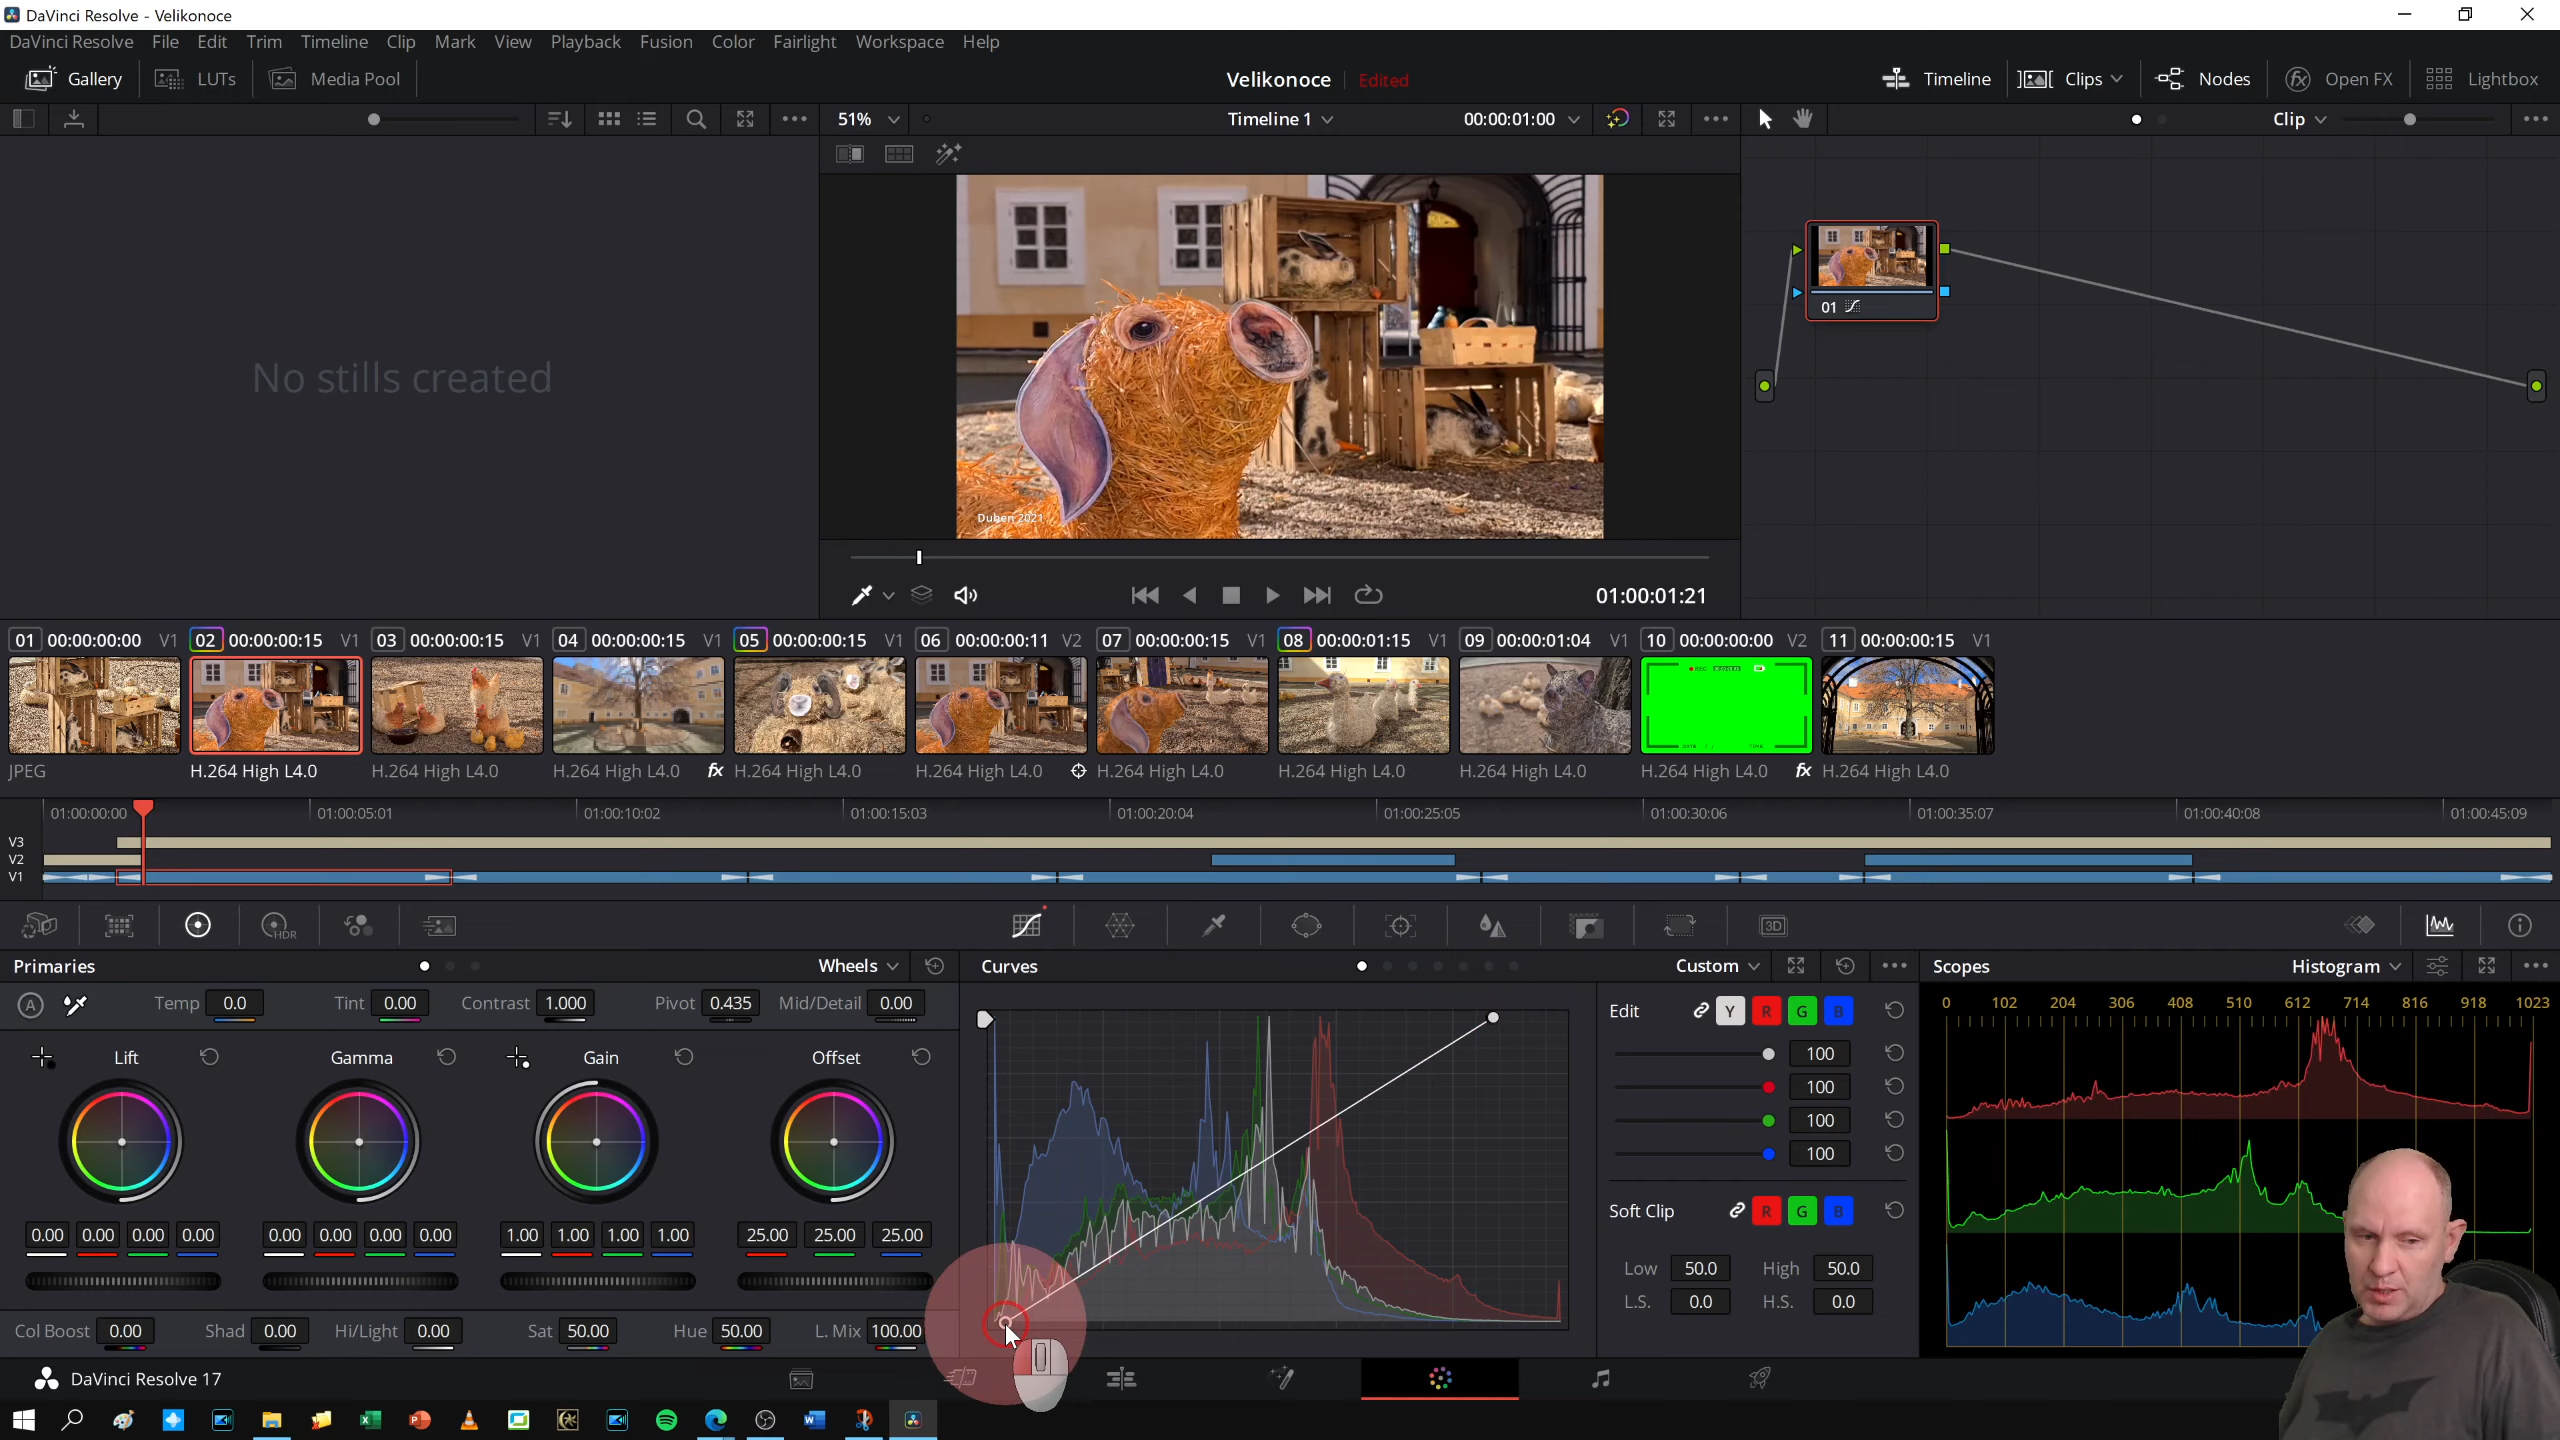 DaVinci Resolve - Velikonoce
DaVinci Resolve File Edit Trim Timeline Clip Mark View Playback Fusion Color Fairlight Workspace Help
Gallery LUTs Media Pool Velikonoce Edited Timeline Clips Nodes Open FX Lightbox
51% Timeline 1 00:00:01:00 Clip
No stills created
Duben 2021
01
01:00:01:21
01 00:00:00:00 V1 02 00:00:00:15 V1 03 00:00:00:15 V1 04 00:00:00:15 V1 05 00:00:00:15 V1 06 00:00:00:11 V2 07 00:00:00:15 V1 08 00:00:01:15 V1 09 00:00:01:04 V1 10 00:00:00:00 V2 11 00:00:00:15 V1
JPEG H.264 High L4.0 H.264 High L4.0 H.264 High L4.0 fx H.264 High L4.0 H.264 High L4.0 H.264 High L4.0 H.264 High L4.0 H.264 High L4.0 H.264 High L4.0 fx H.264 High L4.0
01:00:00:00 01:00:05:01 01:00:10:02 01:00:15:03 01:00:20:04 01:00:25:05 01:00:30:06 01:00:35:07 01:00:40:08 01:00:45:09
V3
V2
V1
HDR 3D
Primaries Wheels Curves Custom Scopes Histogram
A Temp 0.0 Tint 0.00 Contrast 1.000 Pivot 0.435 Mid/Detail 0.00
Edit Y R G B
0 102 204 306 408 510 612 714 816 918 1023
Lift Gamma Gain Offset
100
100
100
100
Soft Clip R G B
0.00 0.00 0.00 0.00 0.00 0.00 0.00 0.00 1.00 1.00 1.00 1.00 25.00 25.00 25.00
Low 50.0 High 50.0
L.S. 0.0 H.S. 0.0
Col Boost 0.00 Shad 0.00 Hi/Light 0.00 Sat 50.00 Hue 50.00 L. Mix 100.00
DaVinci Resolve 17